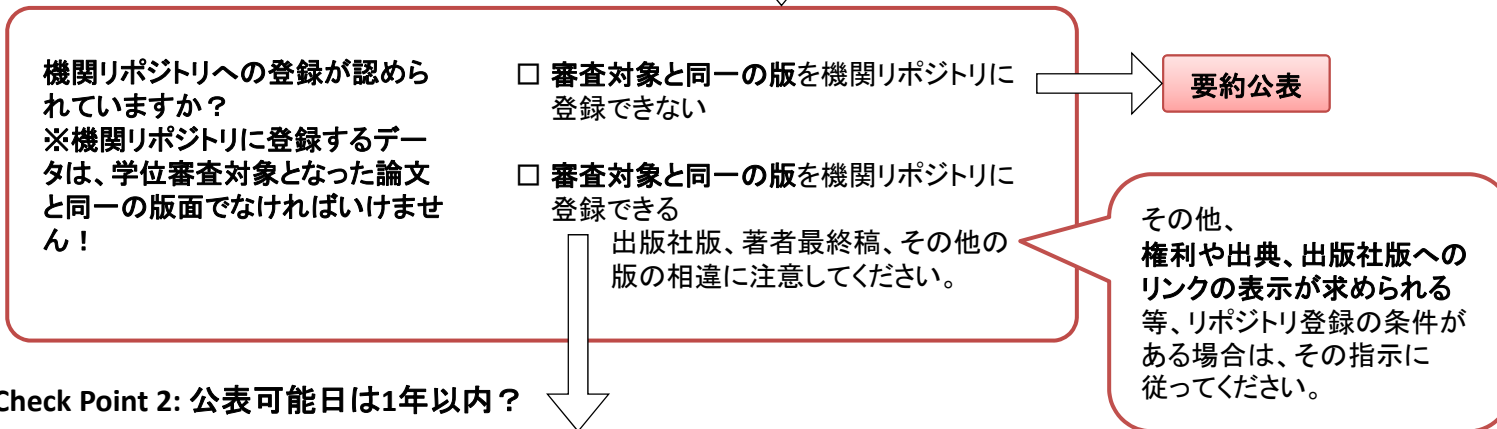 機関リポジトリへの登録が認めら
れていますか？
※機関リポジトリに登録するデー
タは、学位審査対象となった論文
と同一の版面でなければいけませ
ん！
□ 審査対象と同一の版を機関リポジトリに
登録できない
要約公表
□ 審査対象と同一の版を機関リポジトリに
登録できる
出版社版、著者最終稿、その他の
版の相違に注意してください。
その他、
権利や出典、出版社版への
リンクの表示が求められる
等、リポジトリ登録の条件が
ある場合は、その指示に
従ってください。
Check Point 2: 公表可能日は1年以内？